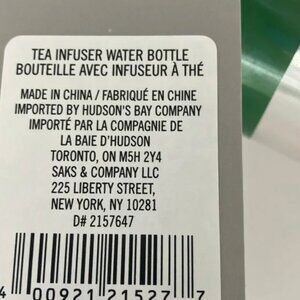 TEA INFUSER WATER BOTTLE
BOUTEILLE AVEC INFUSEUR À THÉ
MADE IN CHINA / FABRIQUÉ EN CHINE
IMPORTED BY HUDSON'S BAY COMPANY
IMPORTÉ PAR LA COMPAGNIE DE
LA BAIE D'HUDSON
TORONTO, ON M5H 2Y4
SAKS & COMPANY LLC
225 LIBERTY STREET,
NEW YORK, NY 10281
D# 2157647
4 00921 21527 7